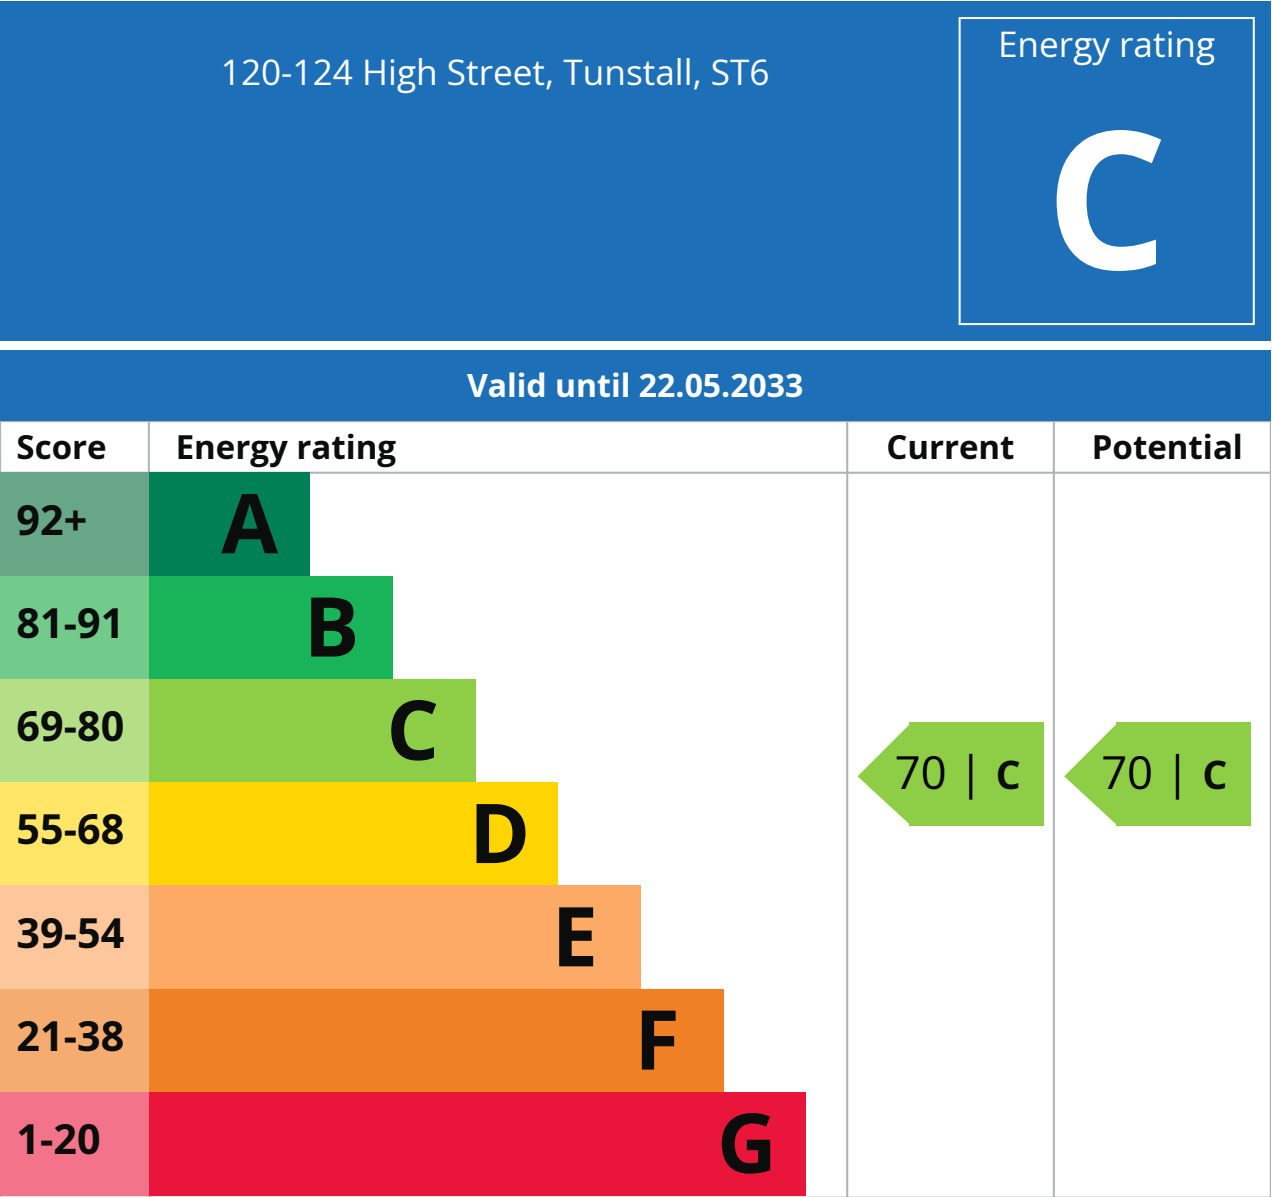 120-124 High Street, Tunstall, ST6
Energy rating
C
Valid until 22.05.2033
Score Energy rating Current Potential
92+ A
81-91 B
69-80 C
70 | C 70 | C
55-68 D
39-54 E
21-38 F
1-20 G